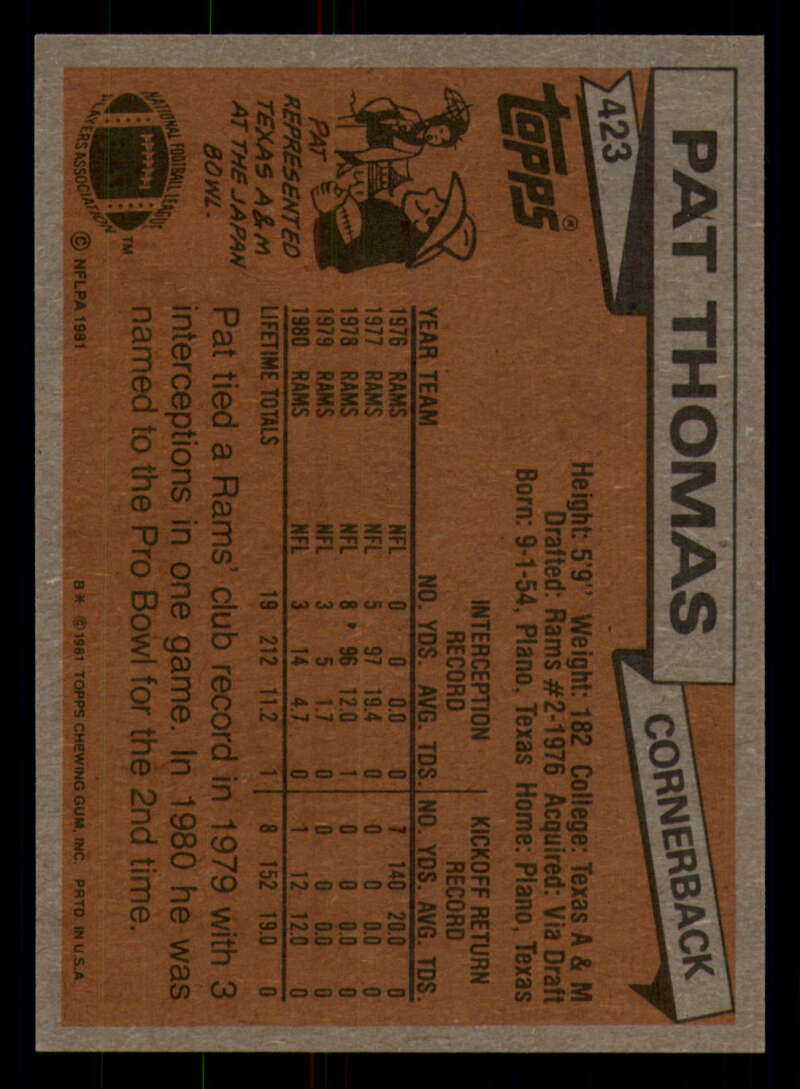 423
PAT THOMAS
CORNERBACK
TOPPS®
Height: 5'9" Weight: 182 College: Texas A & M
Drafted: Rams #2-1976 Acquired: Via Draft
Born: 9-1-54, Plano, Texas Home: Plano, Texas
PAT
REPRESENTED
TEXAS A & M
AT THE JAPAN
BOWL.
INTERCEPTION KICKOFF RETURN
RECORD RECORD
YEAR TEAM NO. YDS. AVG. TDS. NO. YDS. AVG. TDS.
1976 RAMS NFL 0 0 0.0 0 7 140 20.0 0
1977 RAMS NFL 5 97 19.4 0 0 0 0.0 0
1978 RAMS NFL 8 96 12.0 1 0 0 0.0 0
1979 RAMS NFL 3 5 1.7 0 0 0 0.0 0
1980 RAMS NFL 3 14 4.7 0 1 12 12.0 0
LIFETIME TOTALS 19 212 11.2 1 8 152 19.0 0
Pat tied a Rams' club record in 1979 with 3
interceptions in one game. In 1980 he was
named to the Pro Bowl for the 2nd time.
NATIONAL FOOTBALL LEAGUE
PLAYERS ASSOCIATION
TM
© NFLPA 1981
B* ©1981 TOPPS CHEWING GUM, INC. PRTD. IN U.S.A.